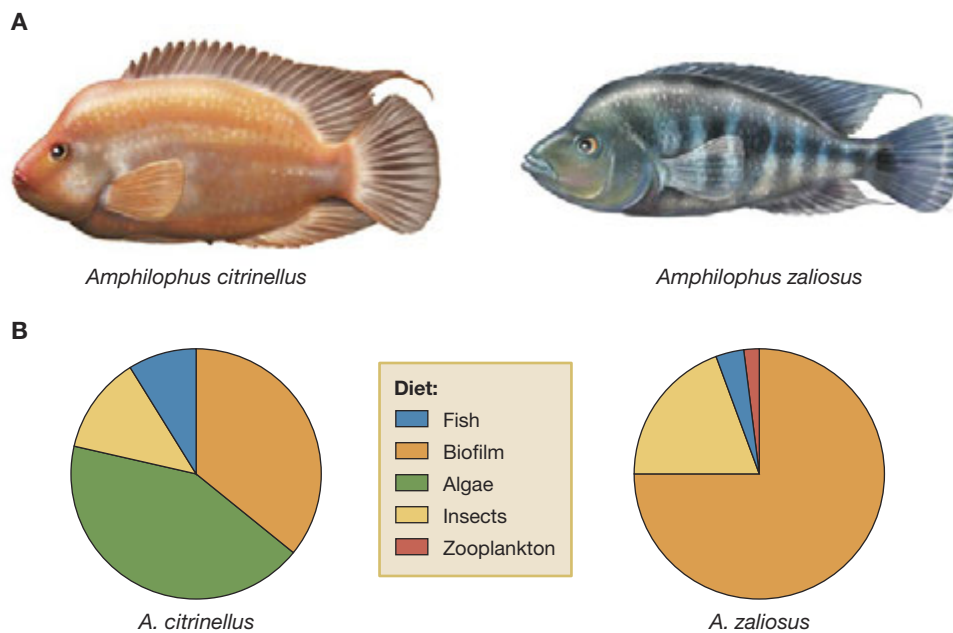 A
Amphilophus citrinellus
Amphilophus zaliosus
B
Diet:
Fish
Biofilm
Algae
Insects
Zooplankton
A. citrinellus
A. zaliosus